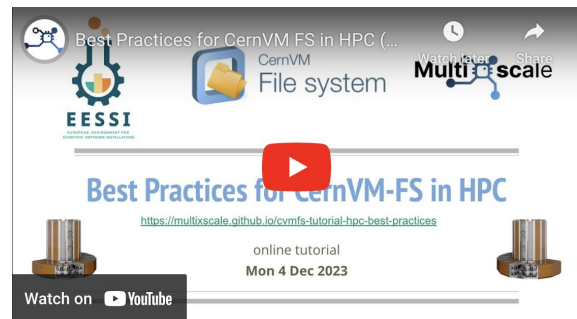 Best Practices for CernVM FS in HPC (...
Watch later
Share
CernVM
File system
Multi scale
EESSI
EUROPEAN ENVIRONMENT FOR
SCIENTIFIC SOFTWARE INSTALLATIONS
Best Practices for CernVM-FS in HPC
https://multixscale.github.io/cvmfs-tutorial-hpc-best-practices
online tutorial
Mon 4 Dec 2023
Watch on YouTube